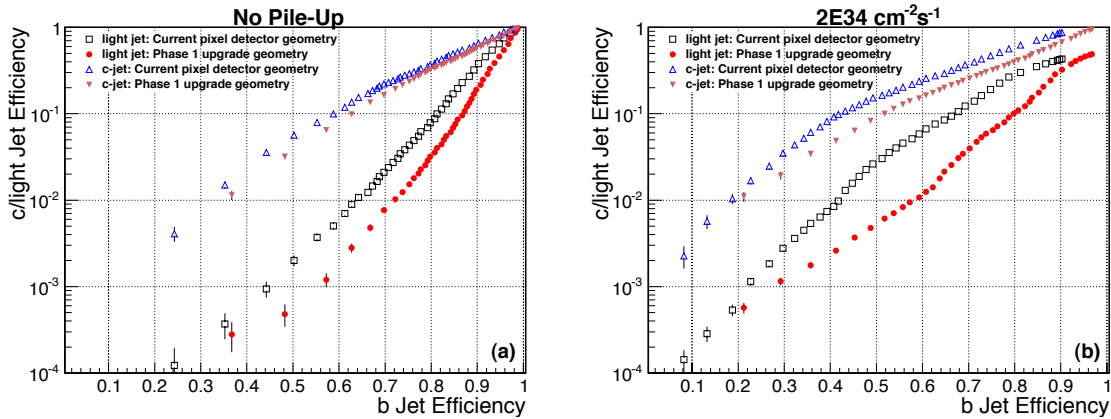 No Pile-Up
c/light Jet Efficiency
1
10⁻¹
10⁻²
10⁻³
10⁻⁴
light jet: Current pixel detector geometry
light jet: Phase 1 upgrade geometry
c-jet: Current pixel detector geometry
c-jet: Phase 1 upgrade geometry
(a)
0.1 0.2 0.3 0.4 0.5 0.6 0.7 0.8 0.9 1
b Jet Efficiency
2E34 cm⁻²s⁻¹
c/light Jet Efficiency
1
10⁻¹
10⁻²
10⁻³
10⁻⁴
light jet: Current pixel detector geometry
light jet: Phase 1 upgrade geometry
c-jet: Current pixel detector geometry
c-jet: Phase 1 upgrade geometry
(b)
0.1 0.2 0.3 0.4 0.5 0.6 0.7 0.8 0.9 1
b Jet Efficiency